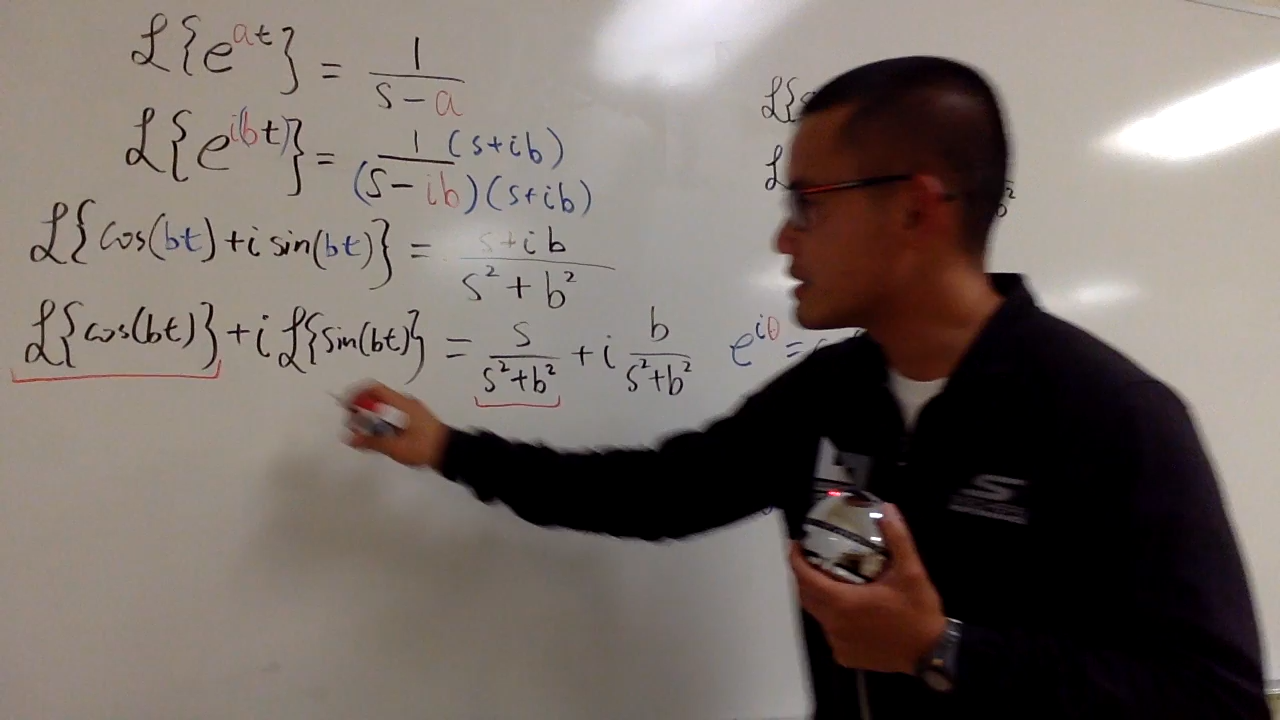 ℒ{e^{at}} = 1/(s-a)
ℒ{e^{ibt}} = 1(s+ib)/((s-ib)(s+ib))
ℒ{cos(bt)+i sin(bt)} = (s+ib)/(s²+b²)
ℒ{cos(bt)}+i ℒ{sin(bt)} = s/(s²+b²) + i b/(s²+b²)
e^{iθ}=
ℒ{
ℒ
b²